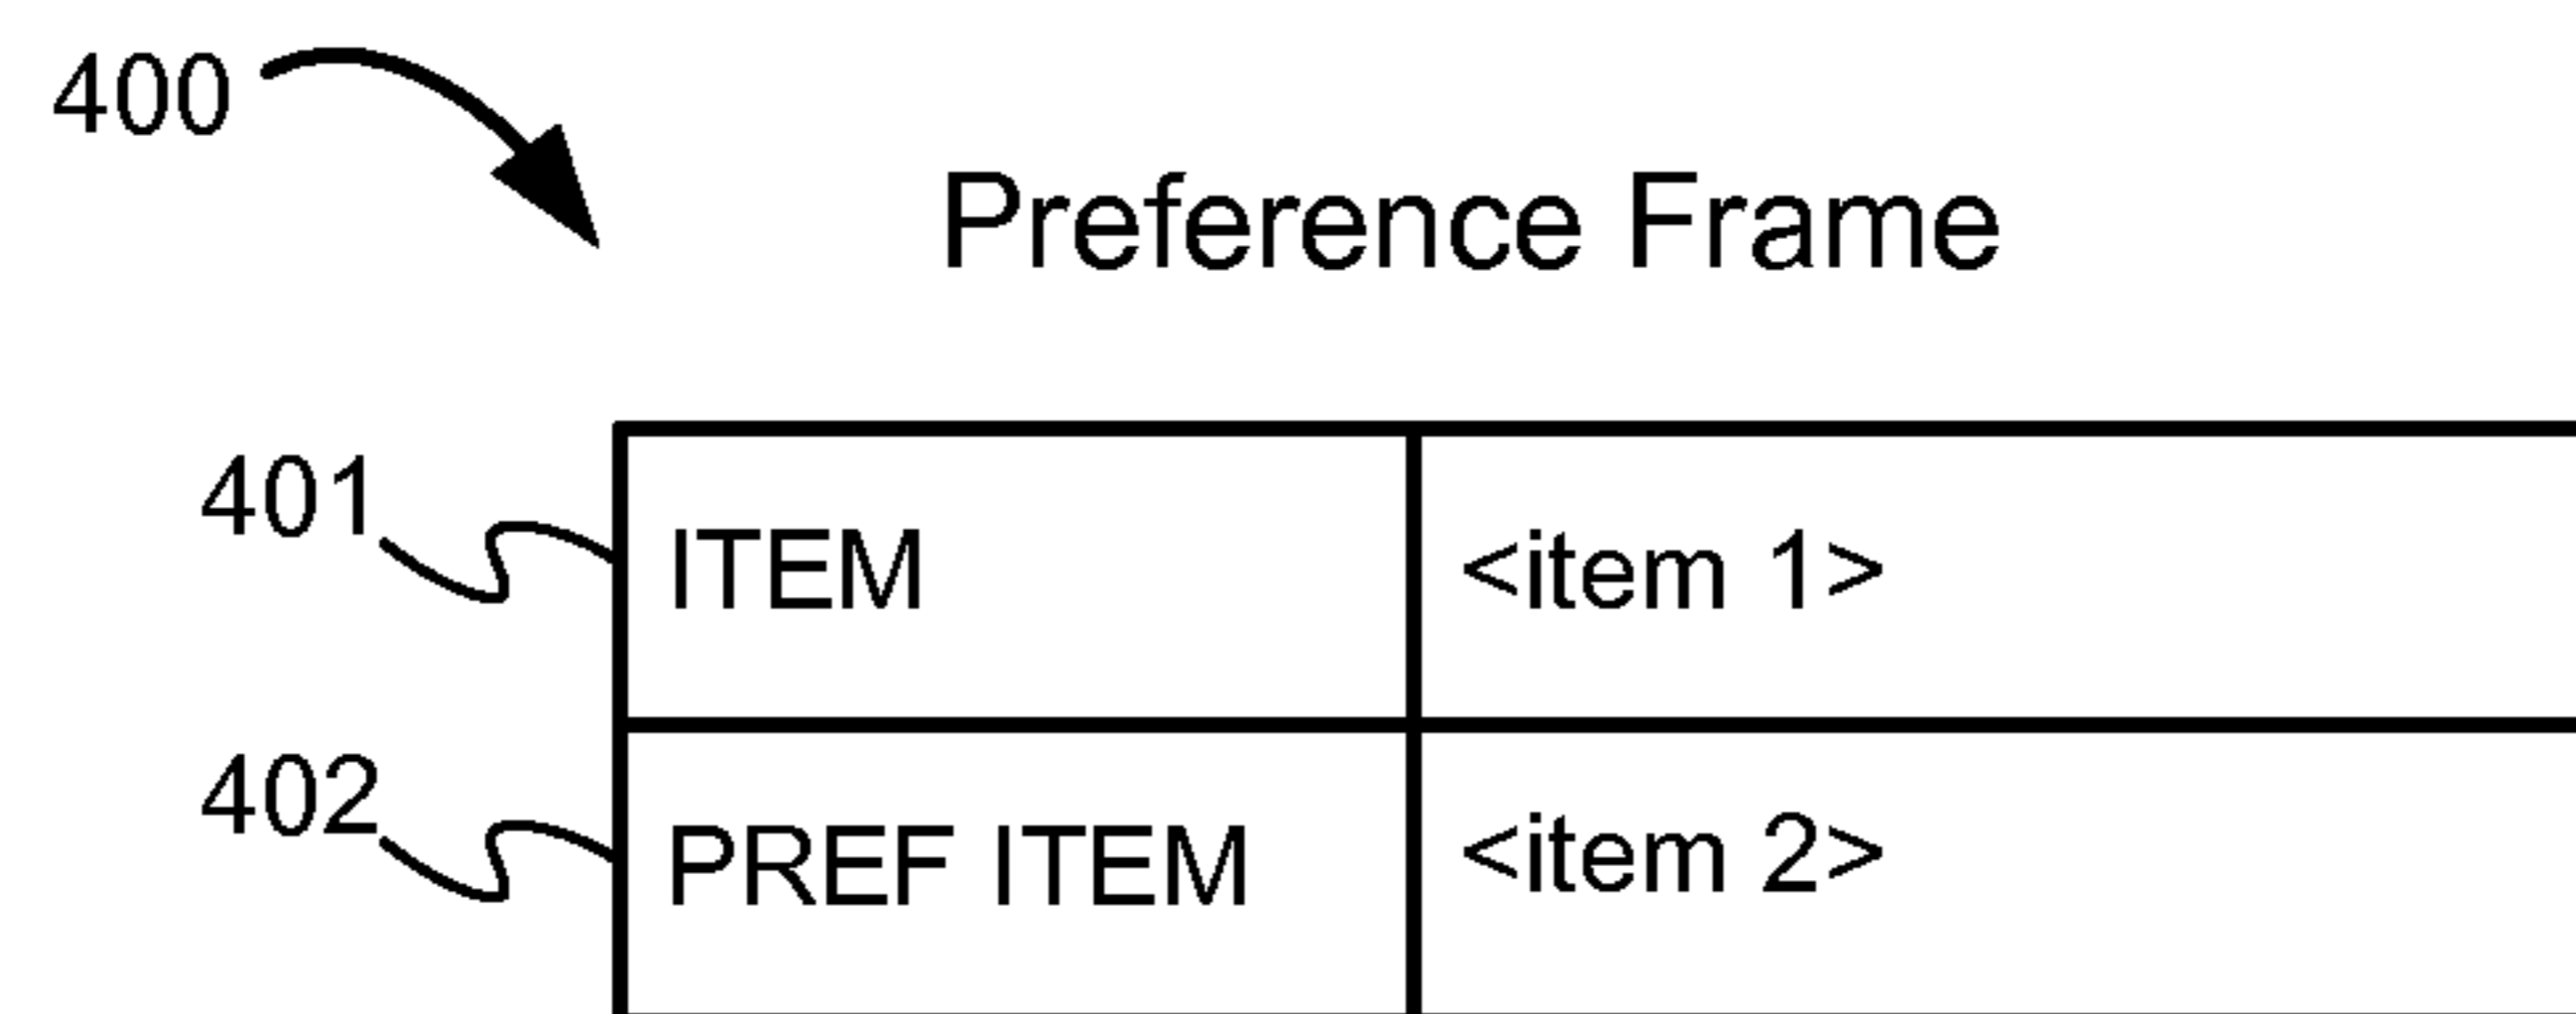 400
Preference Frame
401
ITEM <item 1>
402
PREF ITEM <item 2>